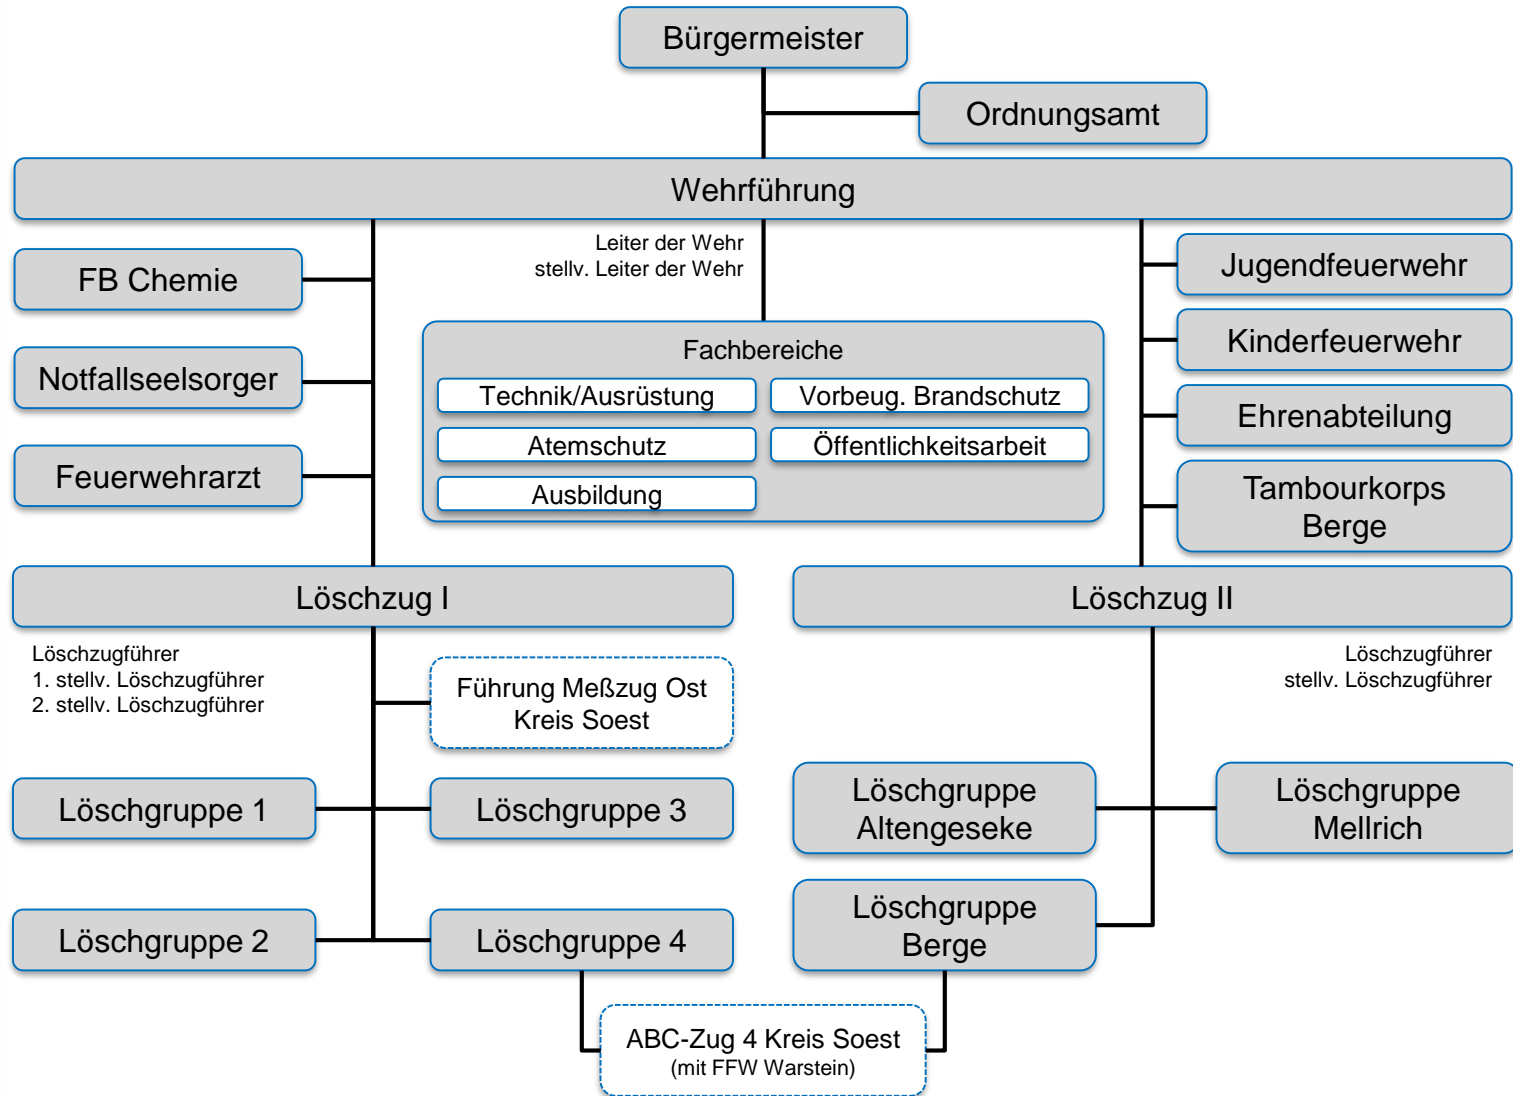 Bürgermeister
Ordnungsamt
Wehrführung
Leiter der Wehr
stellv. Leiter der Wehr
FB Chemie
Notfallseelsorger
Feuerwehrarzt
Fachbereiche
Technik/Ausrüstung
Vorbeug. Brandschutz
Atemschutz
Öffentlichkeitsarbeit
Ausbildung
Jugendfeuerwehr
Kinderfeuerwehr
Ehrenabteilung
Tambourkorps
Berge
Löschzug I
Löschzugführer
1. stellv. Löschzugführer
2. stellv. Löschzugführer
Führung Meßzug Ost
Kreis Soest
Löschgruppe 1
Löschgruppe 3
Löschgruppe 2
Löschgruppe 4
Löschzug II
Löschzugführer
stellv. Löschzugführer
Löschgruppe
Altengeseke
Löschgruppe
Mellrich
Löschgruppe
Berge
ABC-Zug 4 Kreis Soest
(mit FFW Warstein)